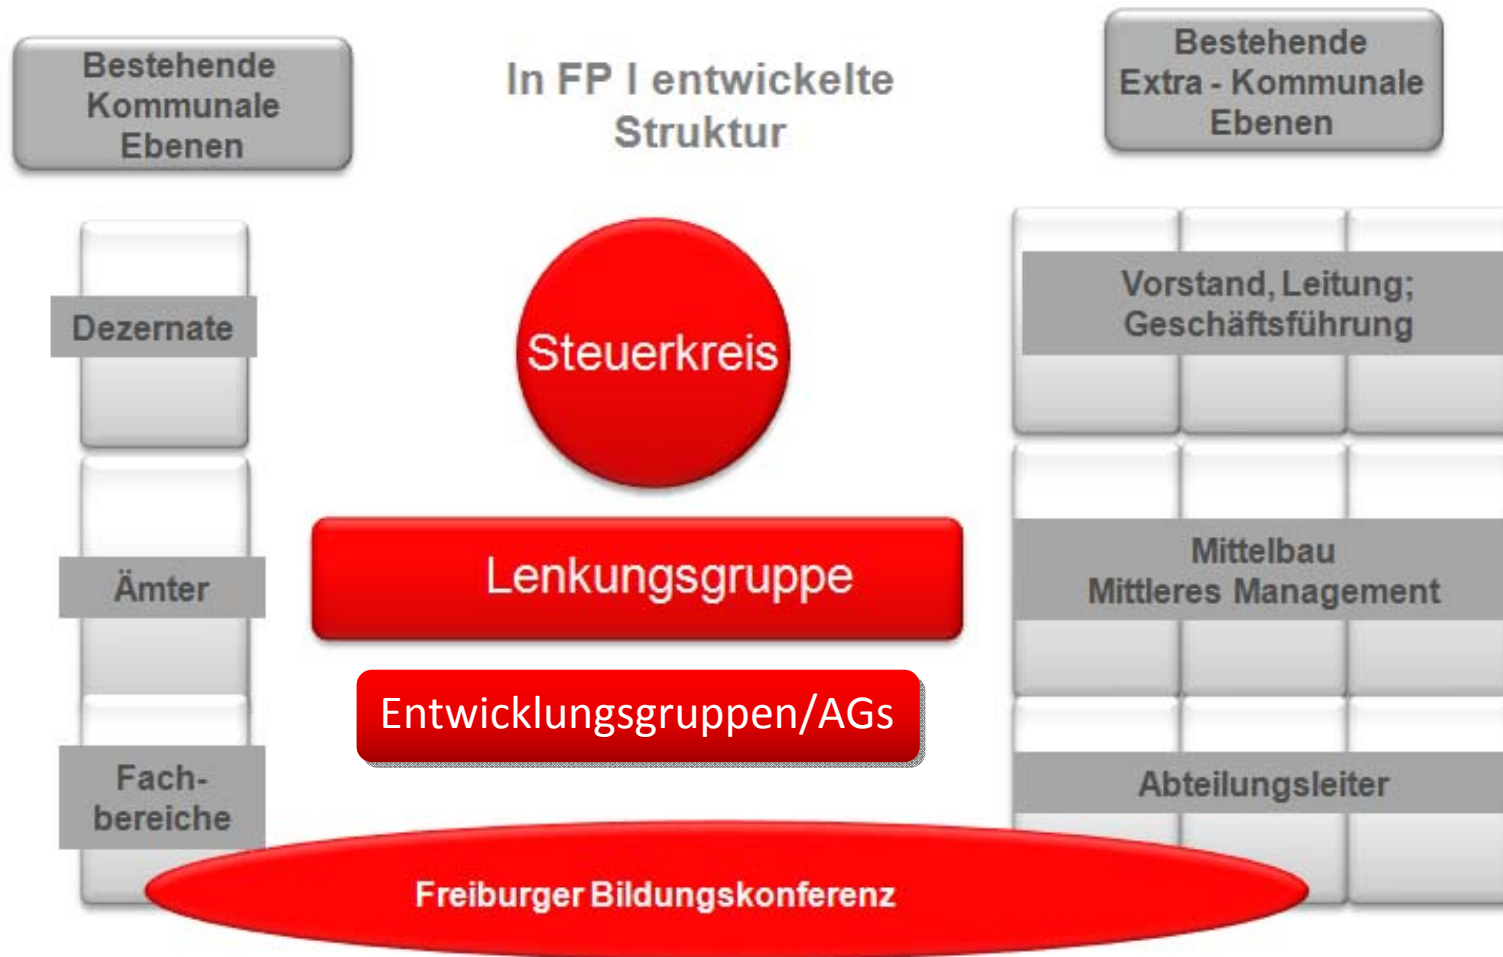 Bestehende
Kommunale
Ebenen
In FP I entwickelte
Struktur
Bestehende
Extra - Kommunale
Ebenen
Dezernate
Steuerkreis
Vorstand, Leitung;
Geschäftsführung
Ämter
Lenkungsgruppe
Mittelbau
Mittleres Management
Entwicklungsgruppen/AGs
Fach-
bereiche
Abteilungsleiter
Freiburger Bildungskonferenz